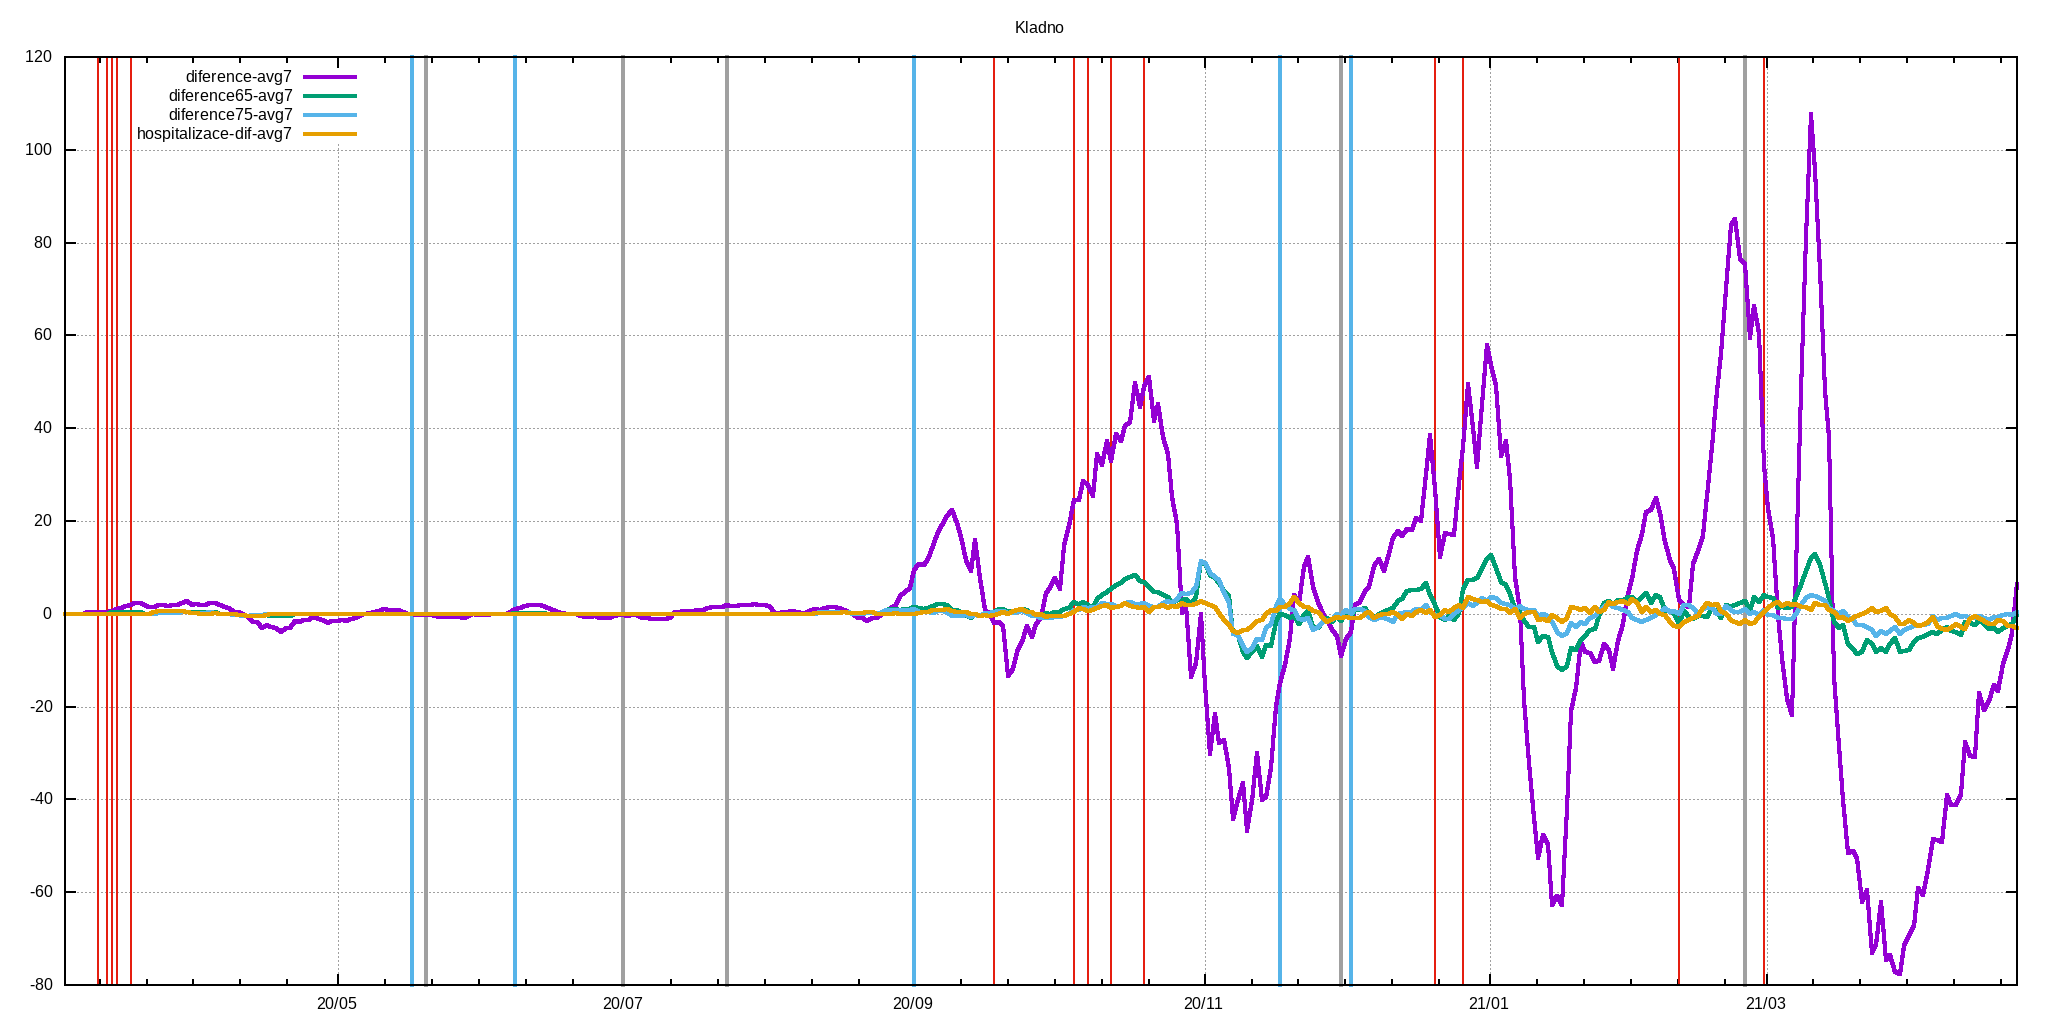 Kladno
120
100
80
60
40
20
0
-20
-40
-60
-80
diference-avg7
diference65-avg7
diference75-avg7
hospitalizace-dif-avg7
20/05 20/07 20/09 20/11 21/01 21/03